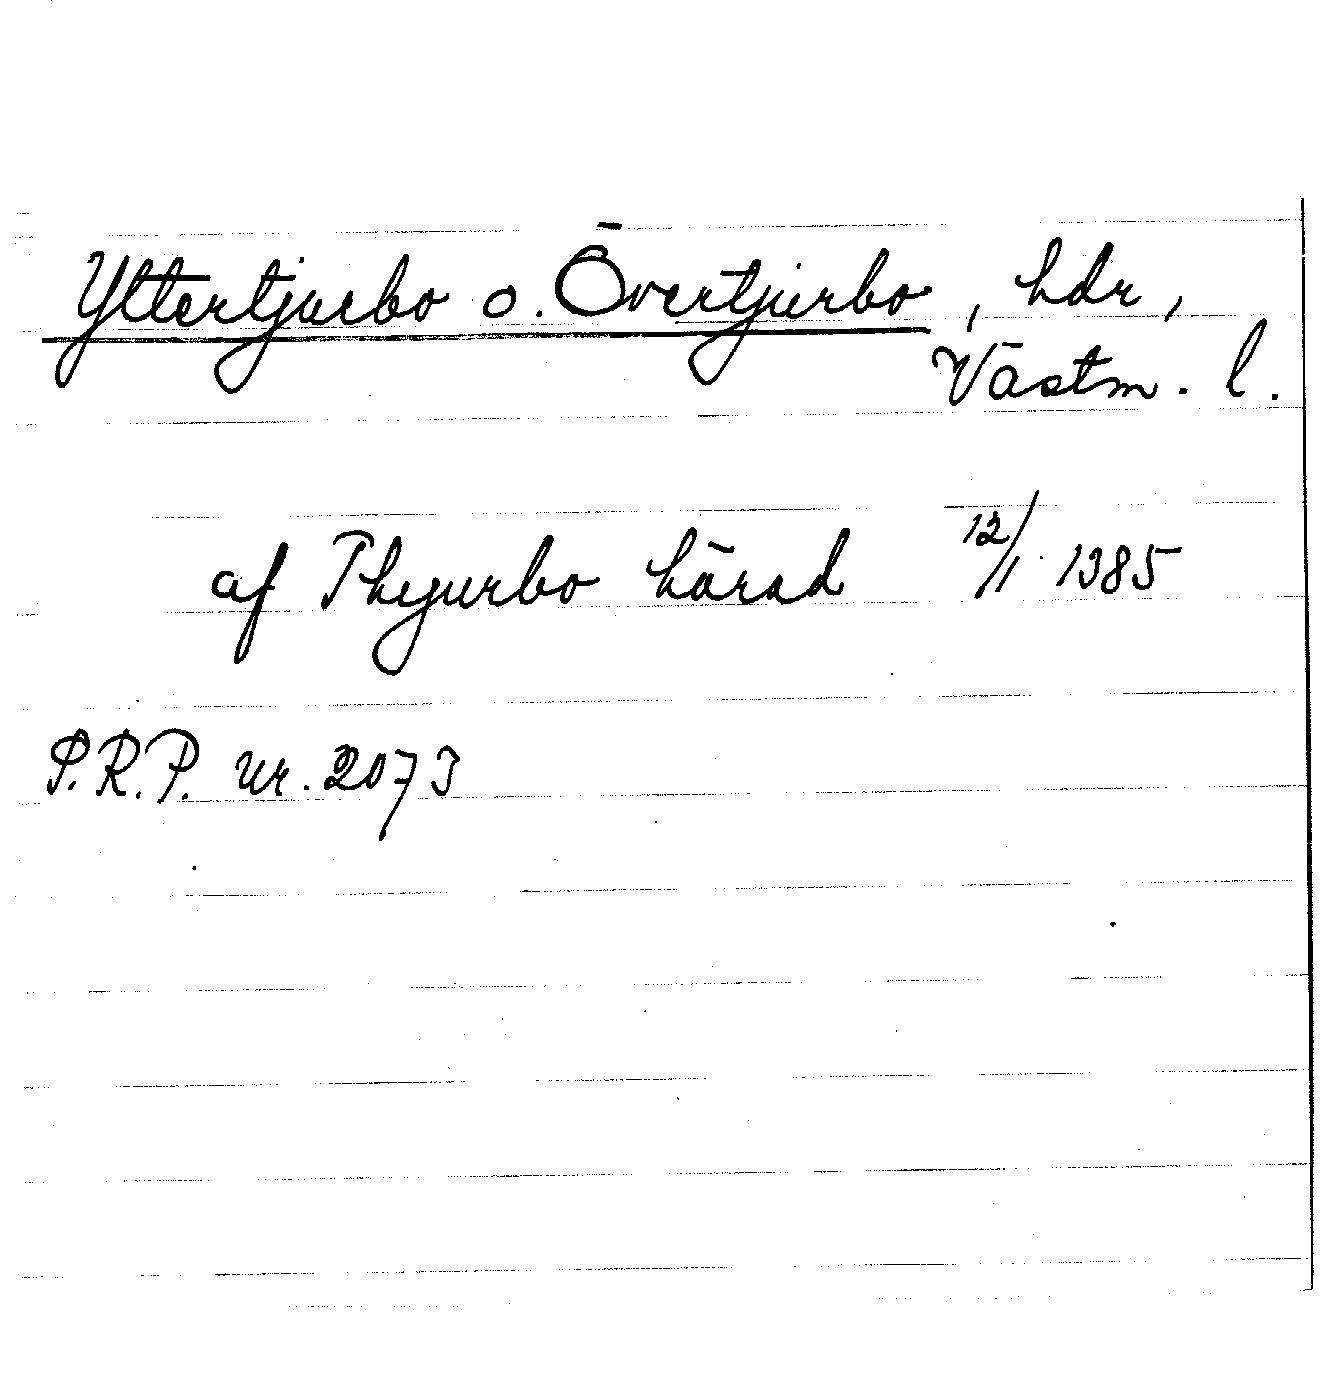 Yttertjurbo o. Övertjurbo, hdr,
Västm. l.
af Thyurbo härad 12/1 1385
P.R.P. nr. 2073